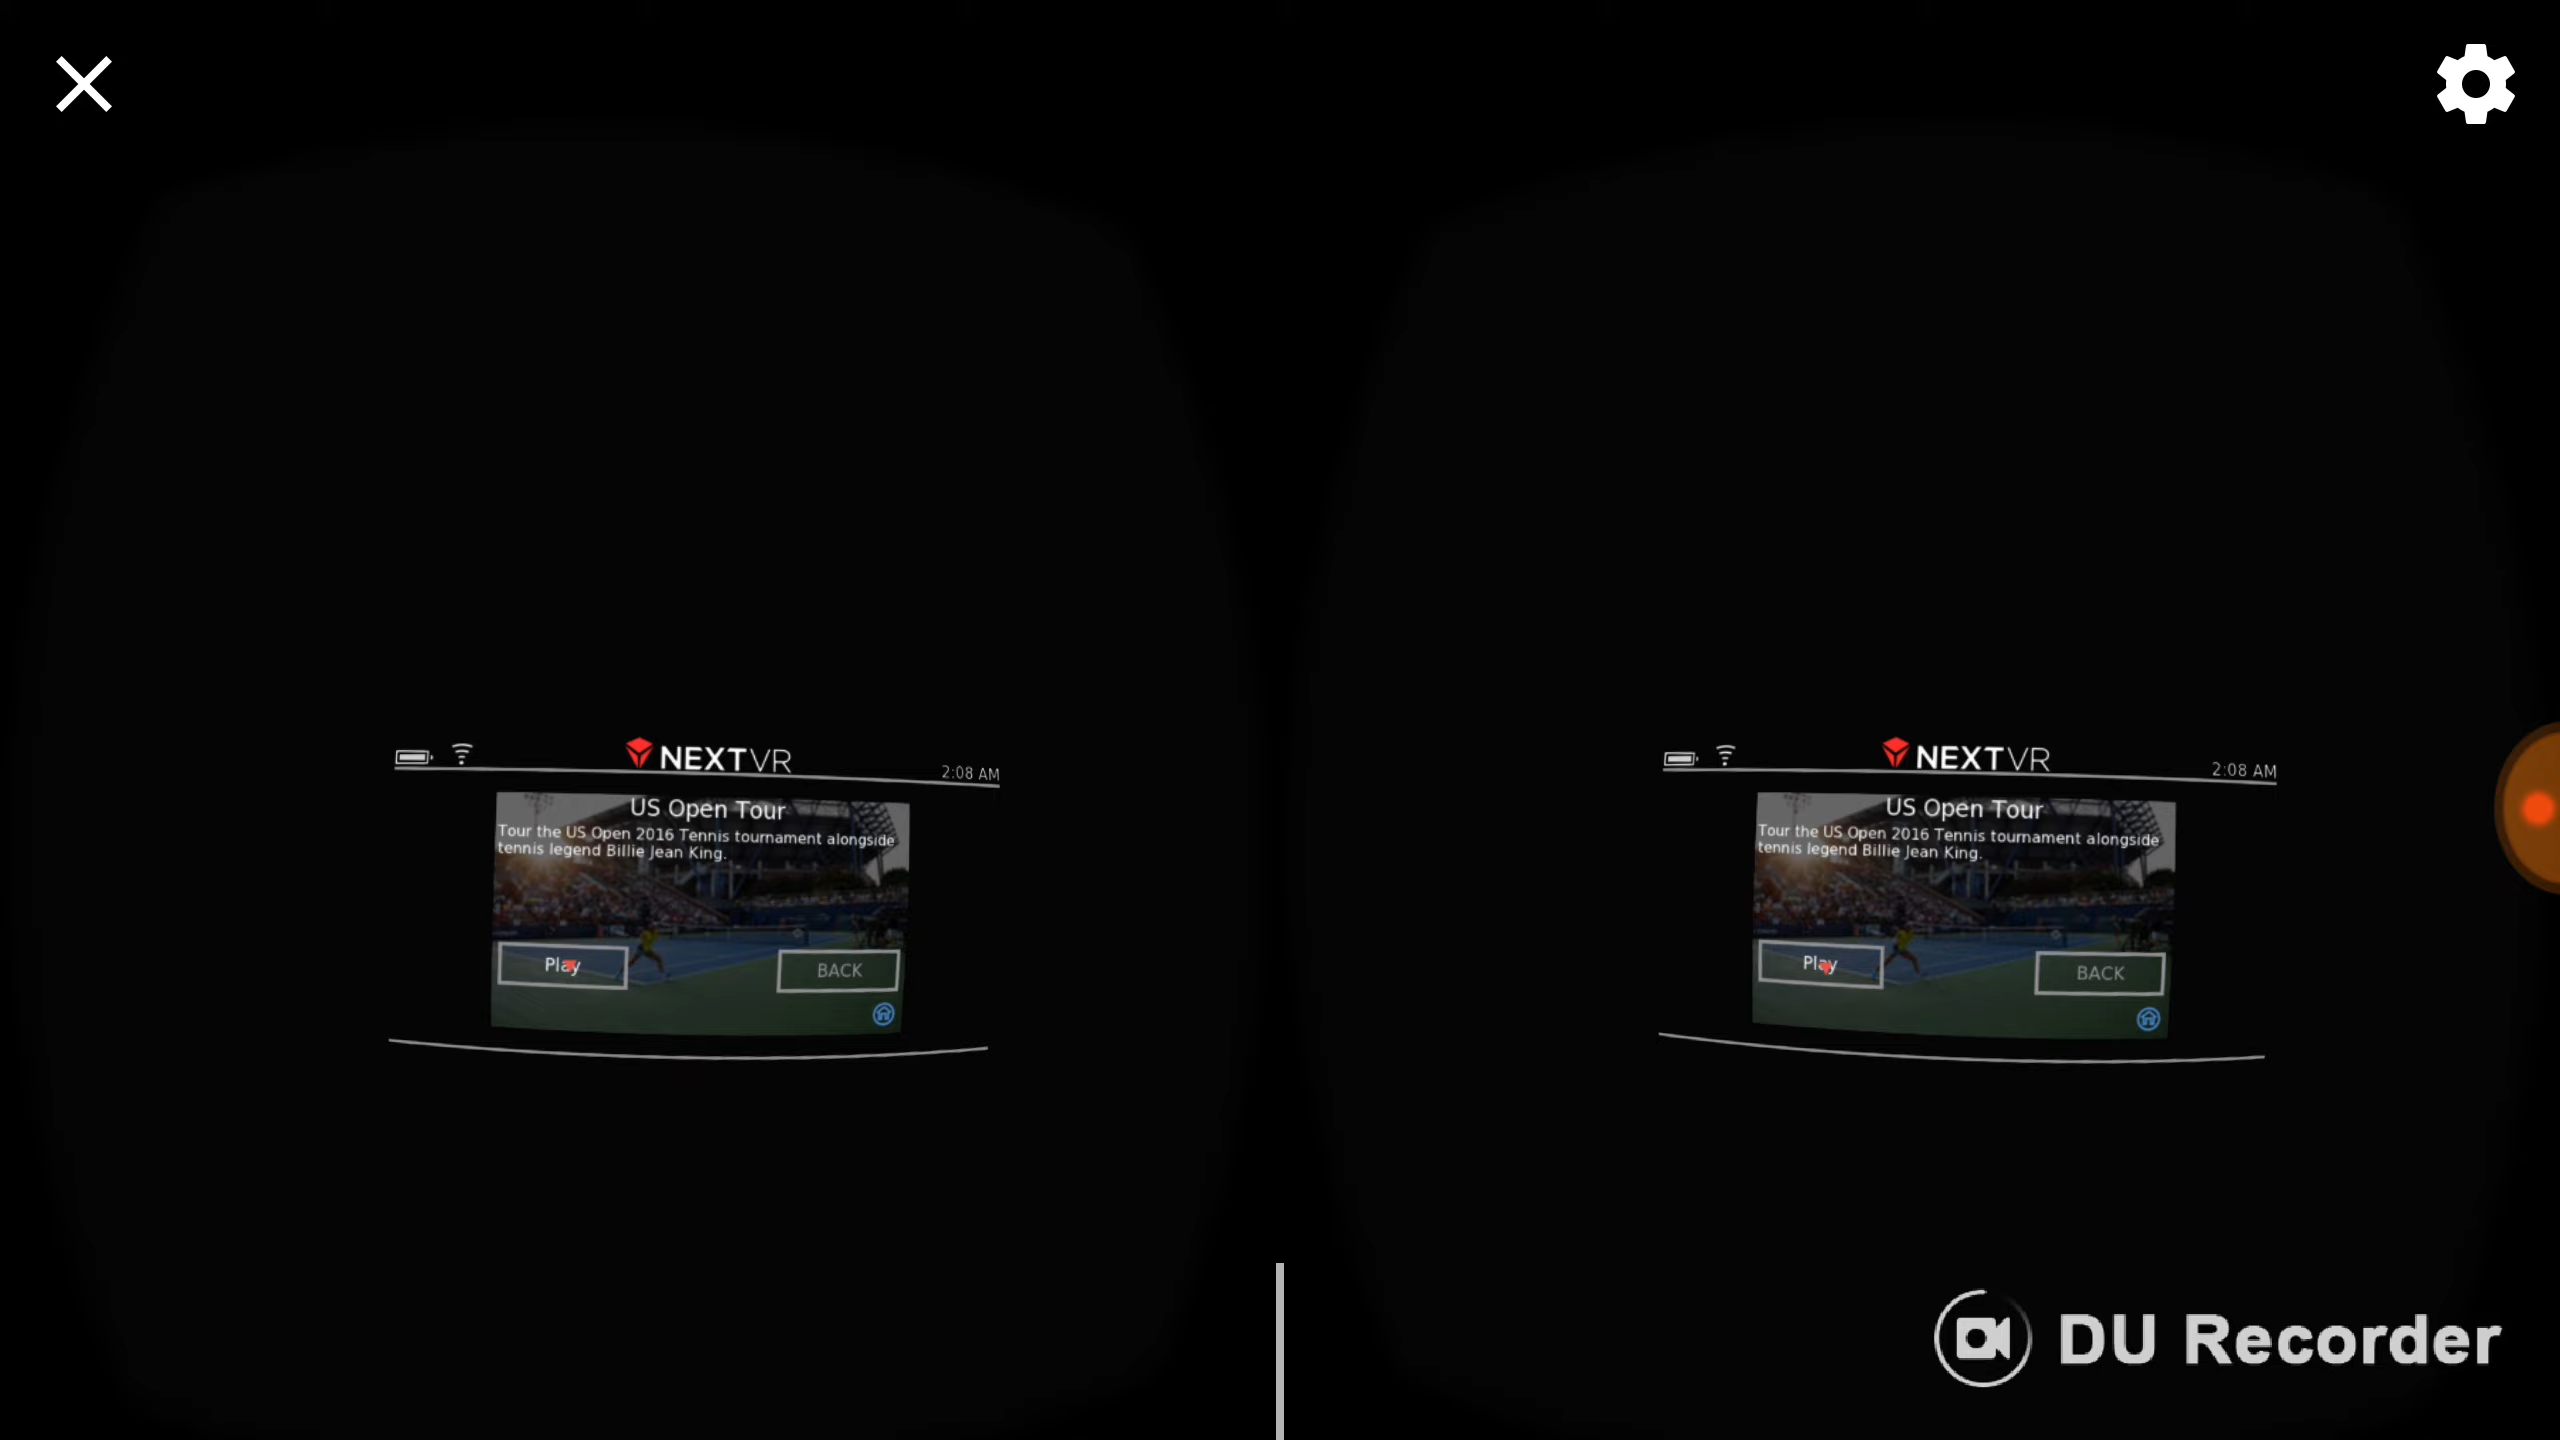 NEXTVR
2:08 AM
US Open Tour
Tour the US Open 2016 Tennis tournament alongside
tennis legend Billie Jean King.
Play
BACK
NEXTVR
2:08 AM
US Open Tour
Tour the US Open 2016 Tennis tournament alongside
tennis legend Billie Jean King.
Play
BACK
DU Recorder